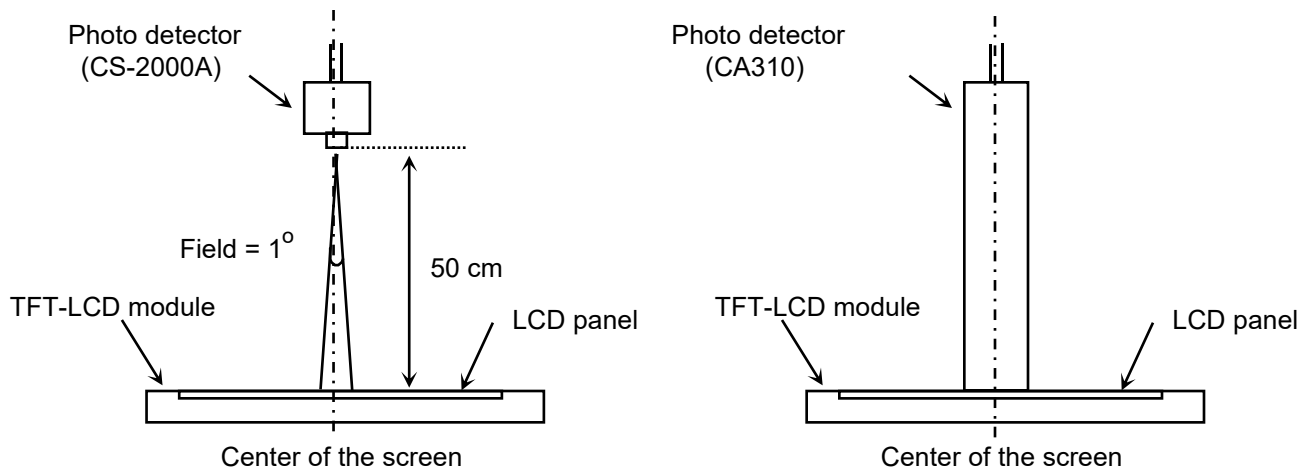 Photo detector
(CS-2000A)
Field = 1o
50 cm
TFT-LCD module
LCD panel
Center of the screen
Photo detector
(CA310)
TFT-LCD module
LCD panel
Center of the screen